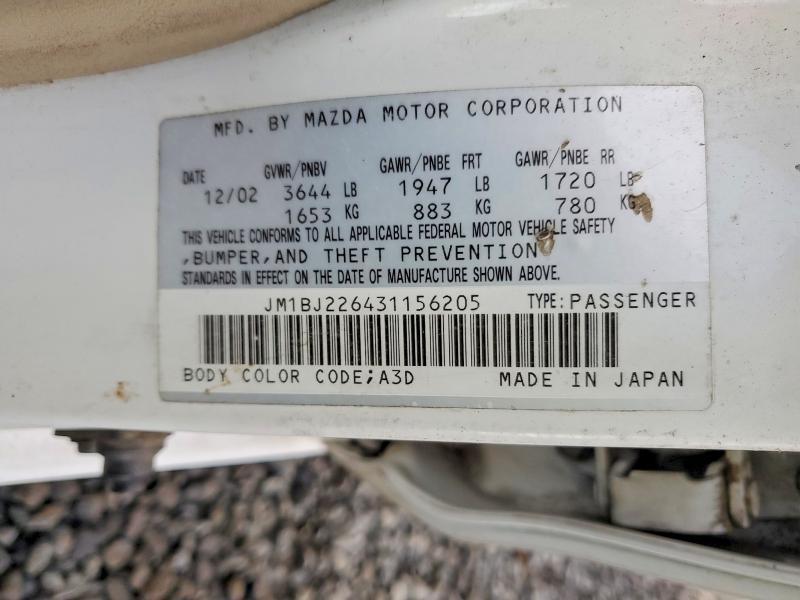 MFD. BY MAZDA MOTOR CORPORATION
DATE GVWR/PNBV GAWR/PNBE FRT GAWR/PNBE RR
12/02 3644 LB 1947 LB 1720 LB
1653 KG 883 KG 780 KG
THIS VEHICLE CONFORMS TO ALL APPLICABLE FEDERAL MOTOR VEHICLE SAFETY
,BUMPER,AND THEFT PREVENTION
STANDARDS IN EFFECT ON THE DATE OF MANUFACTURE SHOWN ABOVE.
JM1BJ226431156205 TYPE:PASSENGER
BODY COLOR CODE;A3D MADE IN JAPAN